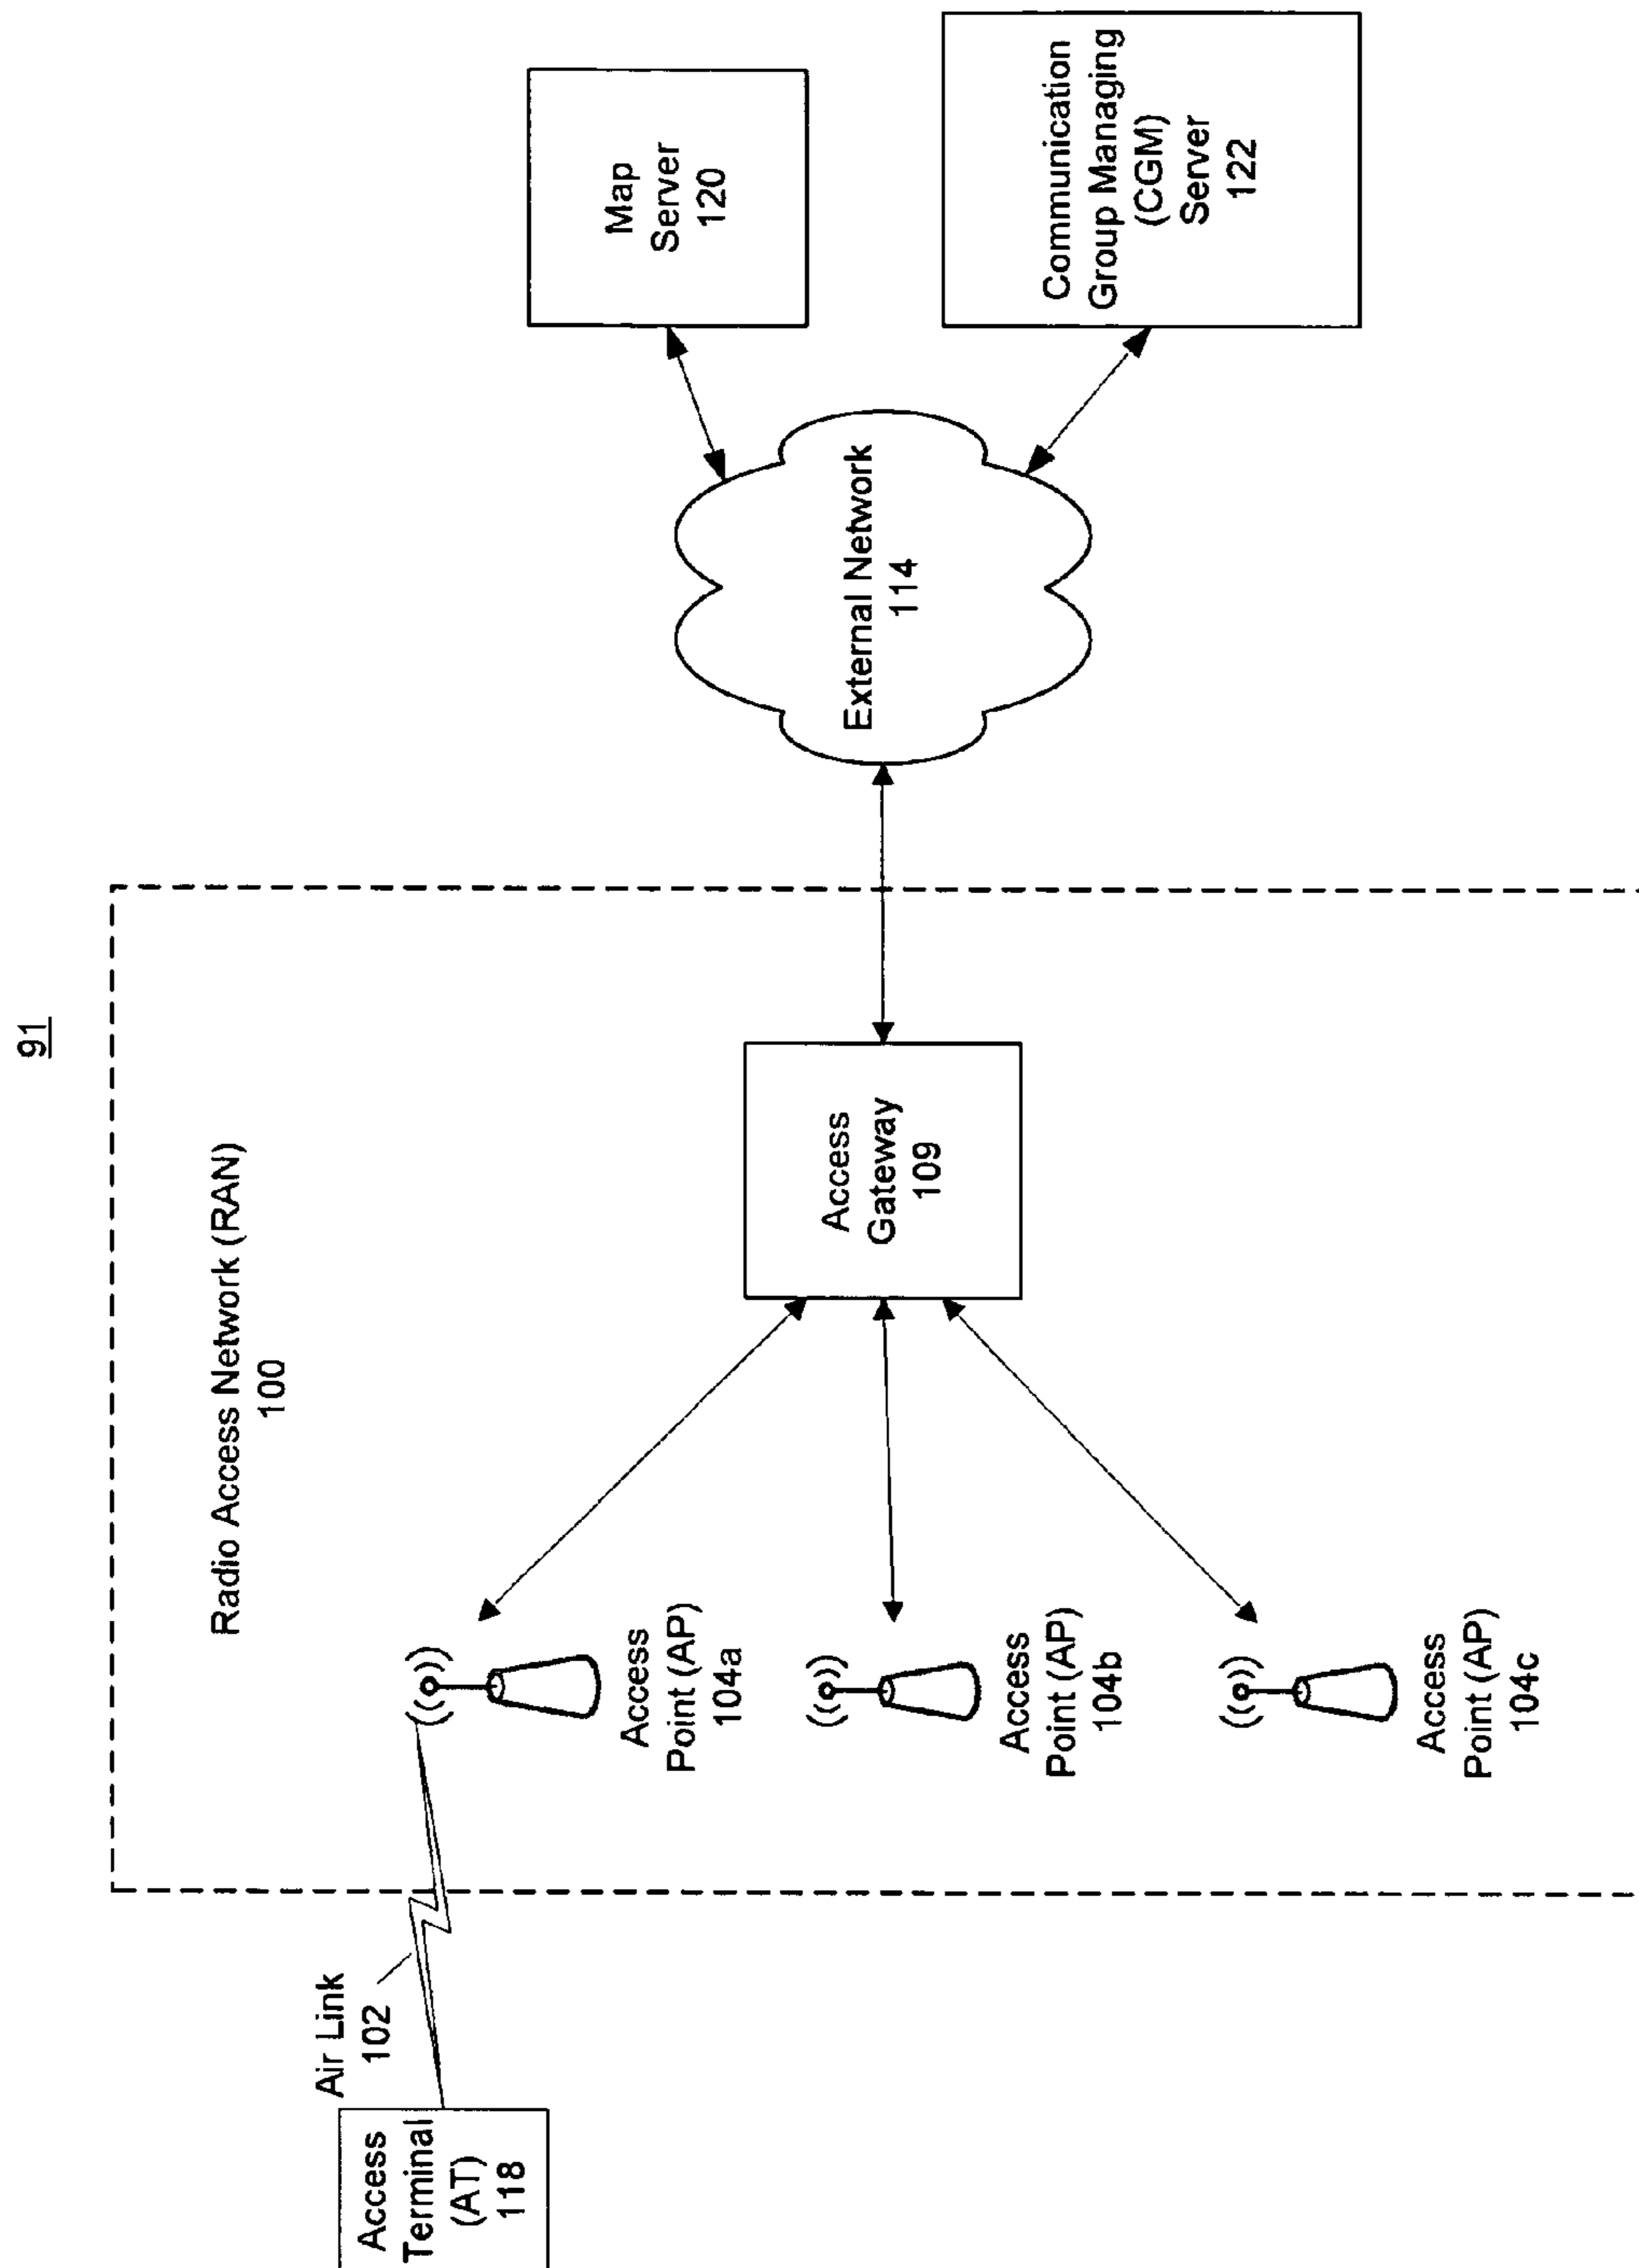 91
Radio Access Network (RAN)
100
Air Link
102
Access
Terminal
(AT)
118
Access
Point (AP)
104a
Access
Point (AP)
104b
Access
Point (AP)
104c
Access
Gateway
109
External Network
114
Map
Server
120
Communication
Group Managing
(CGM)
Server
122